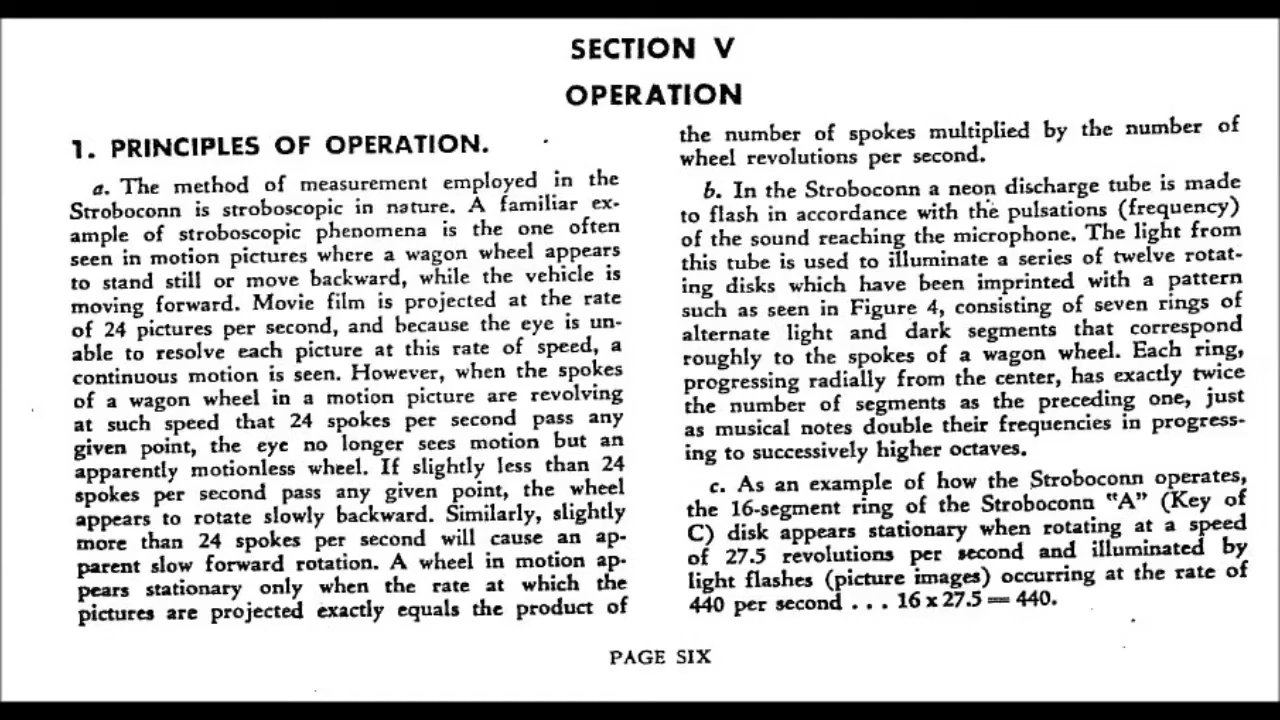 SECTION V
OPERATION
1. PRINCIPLES OF OPERATION.
a. The method of measurement employed in the
Stroboconn is stroboscopic in nature. A familiar ex-
ample of stroboscopic phenomena is the one often
seen in motion pictures where a wagon wheel appears
to stand still or move backward, while the vehicle is
moving forward. Movie film is projected at the rate
of 24 pictures per second, and because the eye is un-
able to resolve each picture at this rate of speed, a
continuous motion is seen. However, when the spokes
of a wagon wheel in a motion picture are revolving
at such speed that 24 spokes per second pass any
given point, the eye no longer sees motion but an
apparently motionless wheel. If slightly less than 24
spokes per second pass any given point, the wheel
appears to rotate slowly backward. Similarly, slightly
more than 24 spokes per second will cause an ap-
parent slow forward rotation. A wheel in motion ap-
pears stationary only when the rate at which the
pictures are projected exactly equals the product of
the number of spokes multiplied by the number of
wheel revolutions per second.
b. In the Stroboconn a neon discharge tube is made
to flash in accordance with the pulsations (frequency)
of the sound reaching the microphone. The light from
this tube is used to illuminate a series of twelve rotat-
ing disks which have been imprinted with a pattern
such as seen in Figure 4, consisting of seven rings of
alternate light and dark segments that correspond
roughly to the spokes of a wagon wheel. Each ring,
progressing radially from the center, has exactly twice
the number of segments as the preceding one, just
as musical notes double their frequencies in progress-
ing to successively higher octaves.
c. As an example of how the Stroboconn operates,
the 16-segment ring of the Stroboconn "A" (Key of
C) disk appears stationary when rotating at a speed
of 27.5 revolutions per second and illuminated by
light flashes (picture images) occurring at the rate of
440 per second . . . 16 x 27.5 = 440.
PAGE SIX